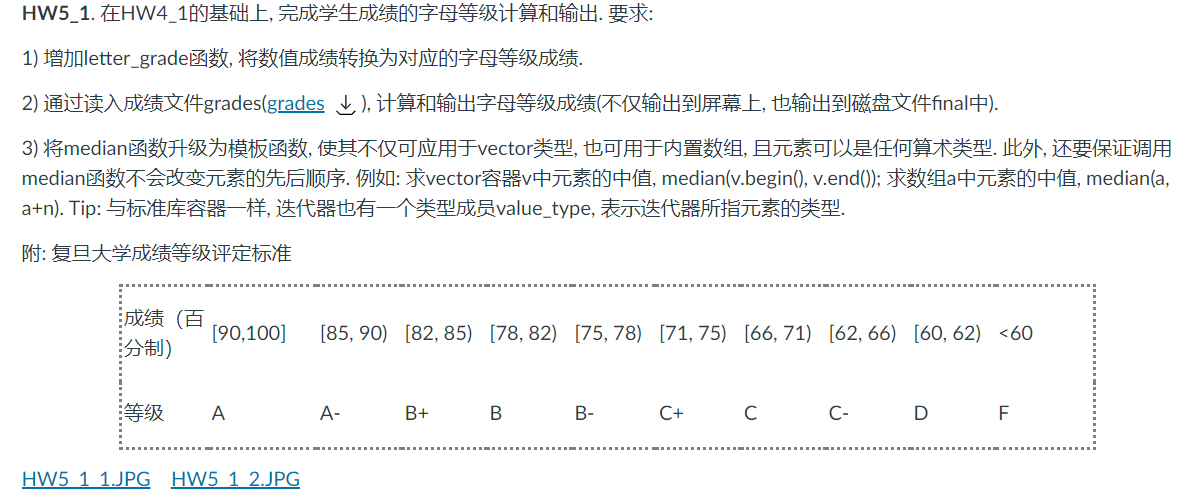 HW5_1. 在HW4_1的基础上, 完成学生成绩的字母等级计算和输出. 要求:
1) 增加letter_grade函数, 将数值成绩转换为对应的字母等级成绩.
2) 通过读入成绩文件grades(grades ), 计算和输出字母等级成绩(不仅输出到屏幕上, 也输出到磁盘文件final中).
3) 将median函数升级为模板函数, 使其不仅可应用于vector类型, 也可用于内置数组, 且元素可以是任何算术类型. 此外, 还要保证调用
median函数不会改变元素的先后顺序. 例如: 求vector容器v中元素的中值, median(v.begin(), v.end()); 求数组a中元素的中值, median(a,
a+n). Tip: 与标准库容器一样, 迭代器也有一个类型成员value_type, 表示迭代器所指元素的类型.
附: 复旦大学成绩等级评定标准
成绩（百
分制） [90,100] [85, 90) [82, 85) [78, 82) [75, 78) [71, 75) [66, 71) [62, 66) [60, 62) <60
等级 A A- B+ B B- C+ C C- D F
HW5_1_1.JPG HW5_1_2.JPG